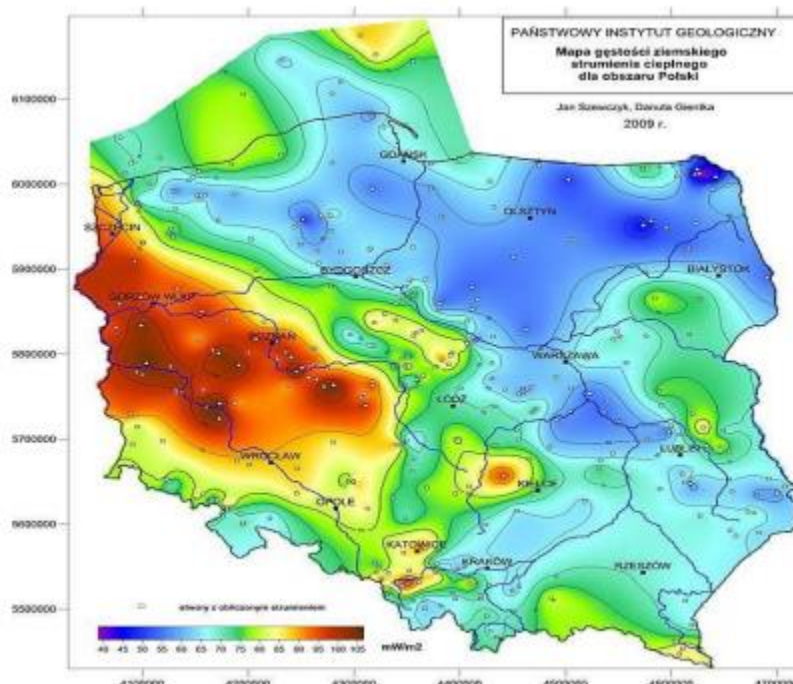 PAŃSTWOWY INSTYTUT GEOLOGICZNY
Mapa gęstości ziemskiego
strumienia cieplnego
dla obszaru Polski
Jan Szewczyk, Danuta Gientka
2009 r.
6100000
GDAŃSK
6000000
OLSZTYN
SZCZECIN
5900000
BYDGOSZCZ
BIAŁYSTOK
GORZÓW WLKP
POZNAŃ
5800000
WARSZAWA
ŁÓDŹ
5700000
LUBLIN
WROCŁAW
KIELCE
OPOLE
5600000
KATOWICE
KRAKÓW
RZESZÓW
5500000
otwory z obliczonym strumieniem
40 45 50 55 60 65 70 75 80 85 90 95 100 105
mW/m2